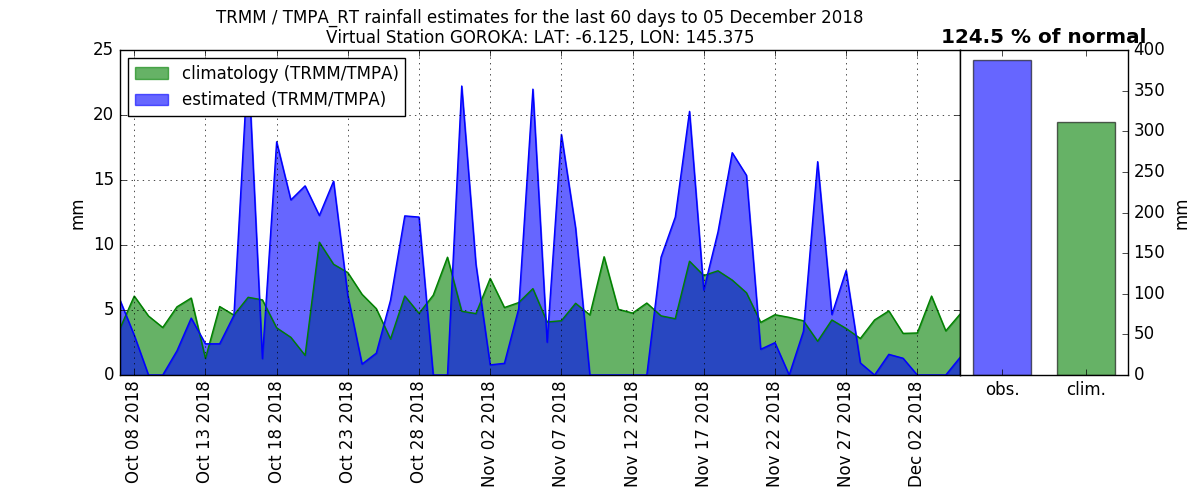 TRMM / TMPA_RT rainfall estimates for the last 60 days to 05 December 2018
Virtual Station GOROKA: LAT: -6.125, LON: 145.375
124.5 % of normal
climatology (TRMM/TMPA)
estimated (TRMM/TMPA)
mm
25
20
15
10
5
0
Oct 08 2018
Oct 13 2018
Oct 18 2018
Oct 23 2018
Oct 28 2018
Nov 02 2018
Nov 07 2018
Nov 12 2018
Nov 17 2018
Nov 22 2018
Nov 27 2018
Dec 02 2018
400
350
300
250
200
150
100
50
0
mm
obs.
clim.